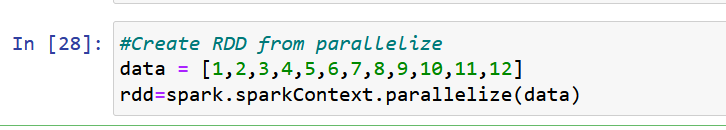 In [28]: #Create RDD from parallelize
data = [1,2,3,4,5,6,7,8,9,10,11,12]
rdd=spark.sparkContext.parallelize(data)